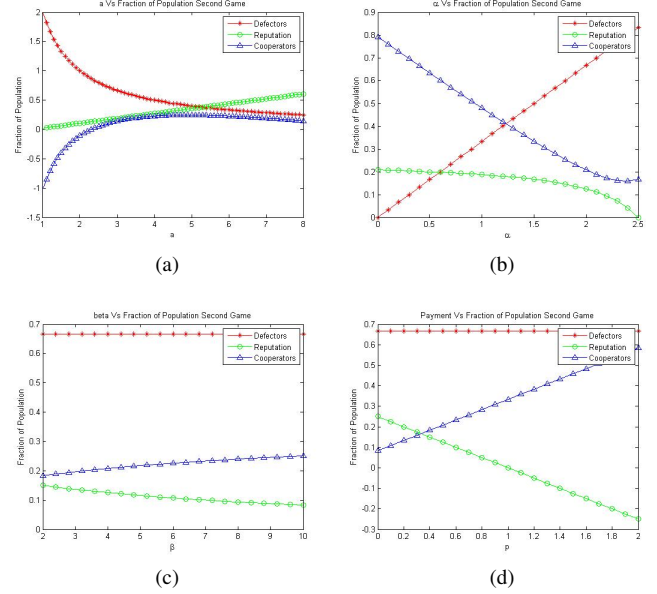 a Vs Fraction of Population Second Game
2
1.5
1
0.5
0
-0.5
-1
-1.5
Fraction of Population
1 2 3 4 5 6 7 8
a
Defectors
Reputation
Cooperators
(a)
α Vs Fraction of Population Second Game
0.9
0.8
0.7
0.6
0.5
0.4
0.3
0.2
0.1
0
Fraction of Population
0 0.5 1 1.5 2 2.5
α
Defectors
Reputation
Cooperators
(b)
beta Vs Fraction of Population Second Game
0.7
0.6
0.5
0.4
0.3
0.2
0.1
0
Fraction of Population
2 3 4 5 6 7 8 9 10
β
Defectors
Reputation
Cooperators
(c)
Payment Vs Fraction of Population Second Game
0.7
0.6
0.5
0.4
0.3
0.2
0.1
0
-0.1
-0.2
-0.3
Fraction of Population
0 0.2 0.4 0.6 0.8 1 1.2 1.4 1.6 1.8 2
p
Defectors
Reputation
Cooperators
(d)